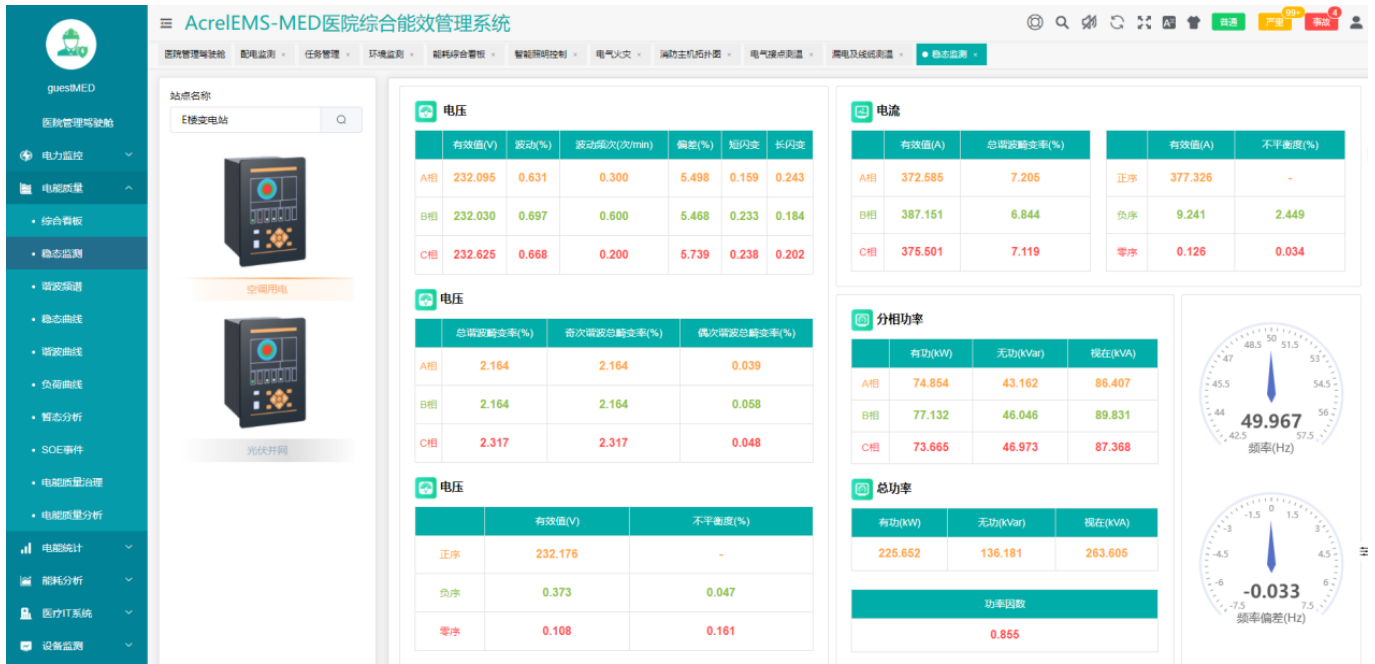 AcrelEMS-MED医院综合能效管理系统
普通 严重 99+ 事故 4
guestMED
医院管理驾驶舱
电力监控
电能质量
综合看板
稳态监测
谐波频谱
稳态曲线
谐波曲线
负荷曲线
暂态分析
SOE事件
电能质量治理
电能质量分析
电能统计
能耗分析
医疗IT系统
设备监测
医院管理驾驶舱 配电监测 × 任务管理 × 环境监测 × 能耗综合看板 × 智能照明控制 × 电气火灾 × 消防主机拓扑图 × 电气接点测温 × 漏电及线缆测温 × 稳态监测 ×
站点名称
E楼变电站
空调用电
光伏并网
电压
有效值(V) 波动(%) 波动频次(次/min) 偏差(%) 短闪变 长闪变
A相 232.095 0.631 0.300 5.498 0.159 0.243
B相 232.030 0.697 0.600 5.468 0.233 0.184
C相 232.625 0.668 0.200 5.739 0.238 0.202
电压
总谐波畸变率(%) 奇次谐波总畸变率(%) 偶次谐波总畸变率(%)
A相 2.164 2.164 0.039
B相 2.164 2.164 0.058
C相 2.317 2.317 0.048
电压
有效值(V) 不平衡度(%)
正序 232.176 -
负序 0.373 0.047
零序 0.108 0.161
电流
有效值(A) 总谐波畸变率(%)
A相 372.585 7.205
B相 387.151 6.844
C相 375.501 7.119
有效值(A) 不平衡度(%)
正序 377.326 -
负序 9.241 2.449
零序 0.126 0.034
分相功率
有功(kW) 无功(kVar) 视在(kVA)
A相 74.854 43.162 86.407
B相 77.132 46.046 89.831
C相 73.665 46.973 87.368
总功率
有功(kW) 无功(kVar) 视在(kVA)
225.652 136.181 263.605
功率因数
0.855
42.5 44 45.5 47 48.5 50 51.5 53 54.5 56 57.5
49.967
频率(Hz)
-7.5 -6 -4.5 -3 -1.5 0 1.5 3 4.5 6 7.5
-0.033
频率偏差(Hz)